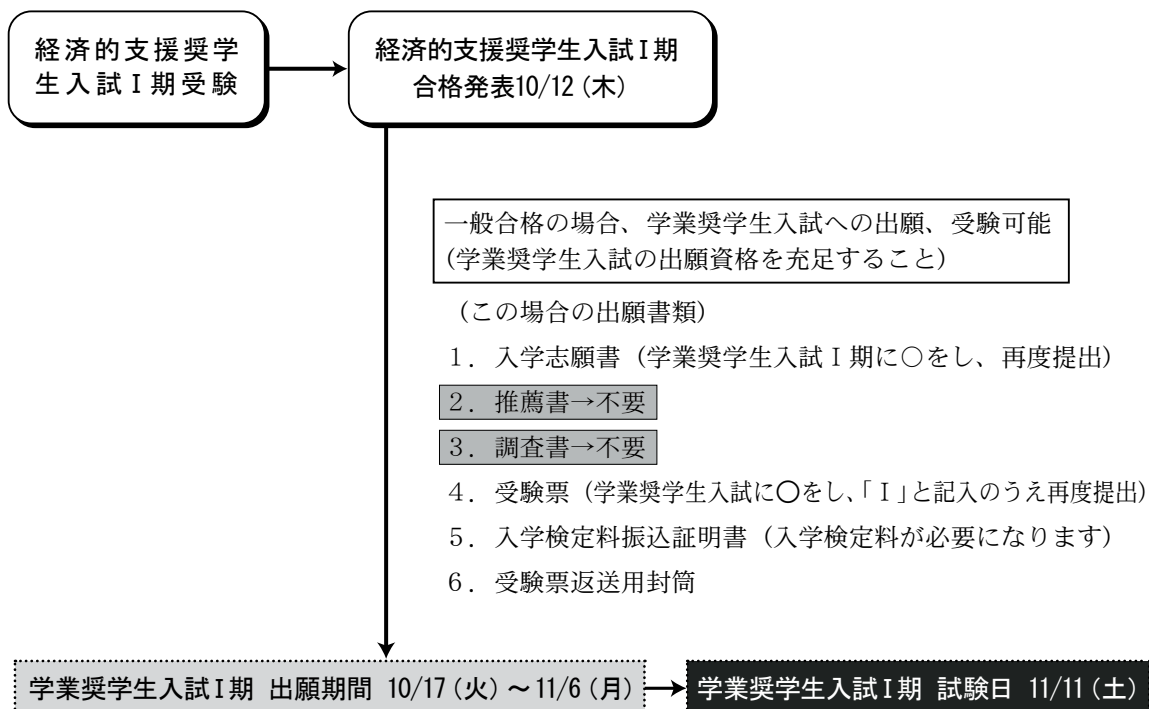 経済的支援奨学
生入試Ⅰ期受験
経済的支援奨学生入試Ⅰ期
合格発表10/12（木）
一般合格の場合、学業奨学生入試への出願、受験可能
(学業奨学生入試の出願資格を充足すること)
（この場合の出願書類）
１．入学志願書（学業奨学生入試Ⅰ期に○をし、再度提出）
２．推薦書→不要
３．調査書→不要
４．受験票（学業奨学生入試に○をし、「Ⅰ」と記入のうえ再度提出）
５．入学検定料振込証明書（入学検定料が必要になります）
６．受験票返送用封筒
学業奨学生入試Ⅰ期 出願期間 10/17（火）～11/6（月）
学業奨学生入試Ⅰ期 試験日 11/11（土）